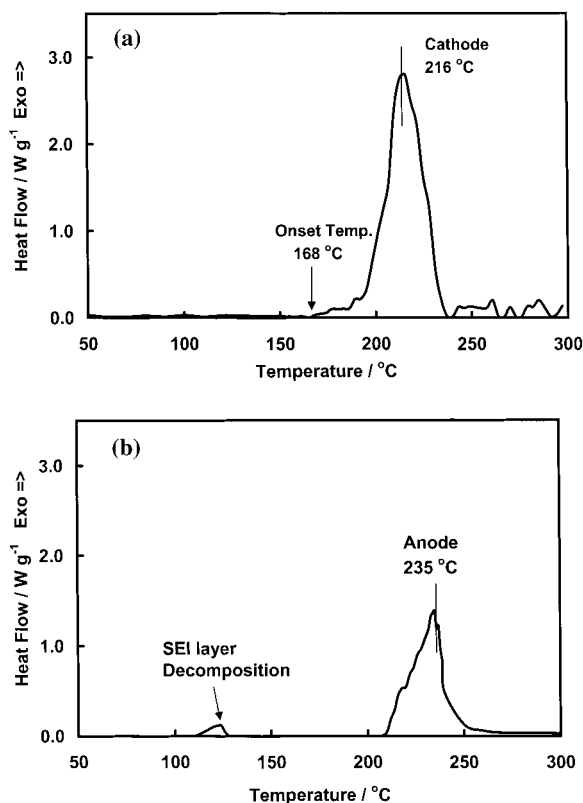 (a)
Cathode
216 °C
Onset Temp.
168 °C
Heat Flow / W g⁻¹ Exo =>
3.0
2.0
1.0
0.0
50 100 150 200 250 300
Temperature / °C
(b)
Anode
235 °C
SEI layer
Decomposition
Heat Flow / W g⁻¹ Exo =>
3.0
2.0
1.0
0.0
50 100 150 200 250 300
Temperature / °C